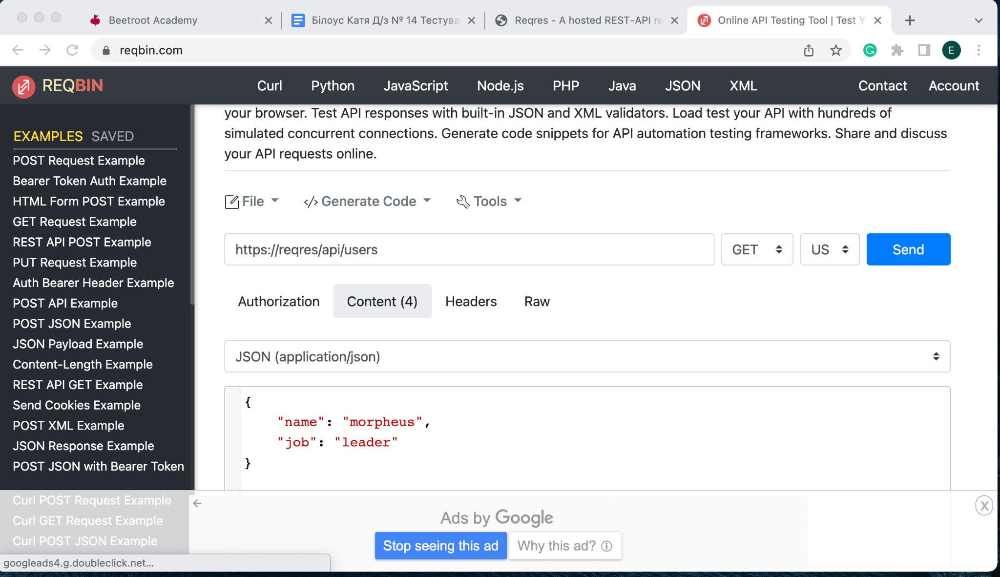 Beetroot Academy
Білоус Катя Д/з № 14 Тестува
Reqres - A hosted REST-API re
Online API Testing Tool | Test Y
reqbin.com
E
REQBIN
Curl
Python
JavaScript
Node.js
PHP
Java
JSON
XML
Contact
Account
EXAMPLES SAVED
POST Request Example
Bearer Token Auth Example
HTML Form POST Example
GET Request Example
REST API POST Example
PUT Request Example
Auth Bearer Header Example
POST API Example
POST JSON Example
JSON Payload Example
Content-Length Example
REST API GET Example
Send Cookies Example
POST XML Example
JSON Response Example
POST JSON with Bearer Token
Curl POST Request Example
Curl GET Request Example
Curl POST JSON Example
googleads4.g.doubleclick.net...
your browser. Test API responses with built-in JSON and XML validators. Load test your API with hundreds of
simulated concurrent connections. Generate code snippets for API automation testing frameworks. Share and discuss
your API requests online.
File
</> Generate Code
Tools
https://reqres/api/users
GET
US
Send
Authorization
Content (4)
Headers
Raw
JSON (application/json)
{
"name": "morpheus",
"job": "leader"
}
Ads by Google
Stop seeing this ad
Why this ad?
X